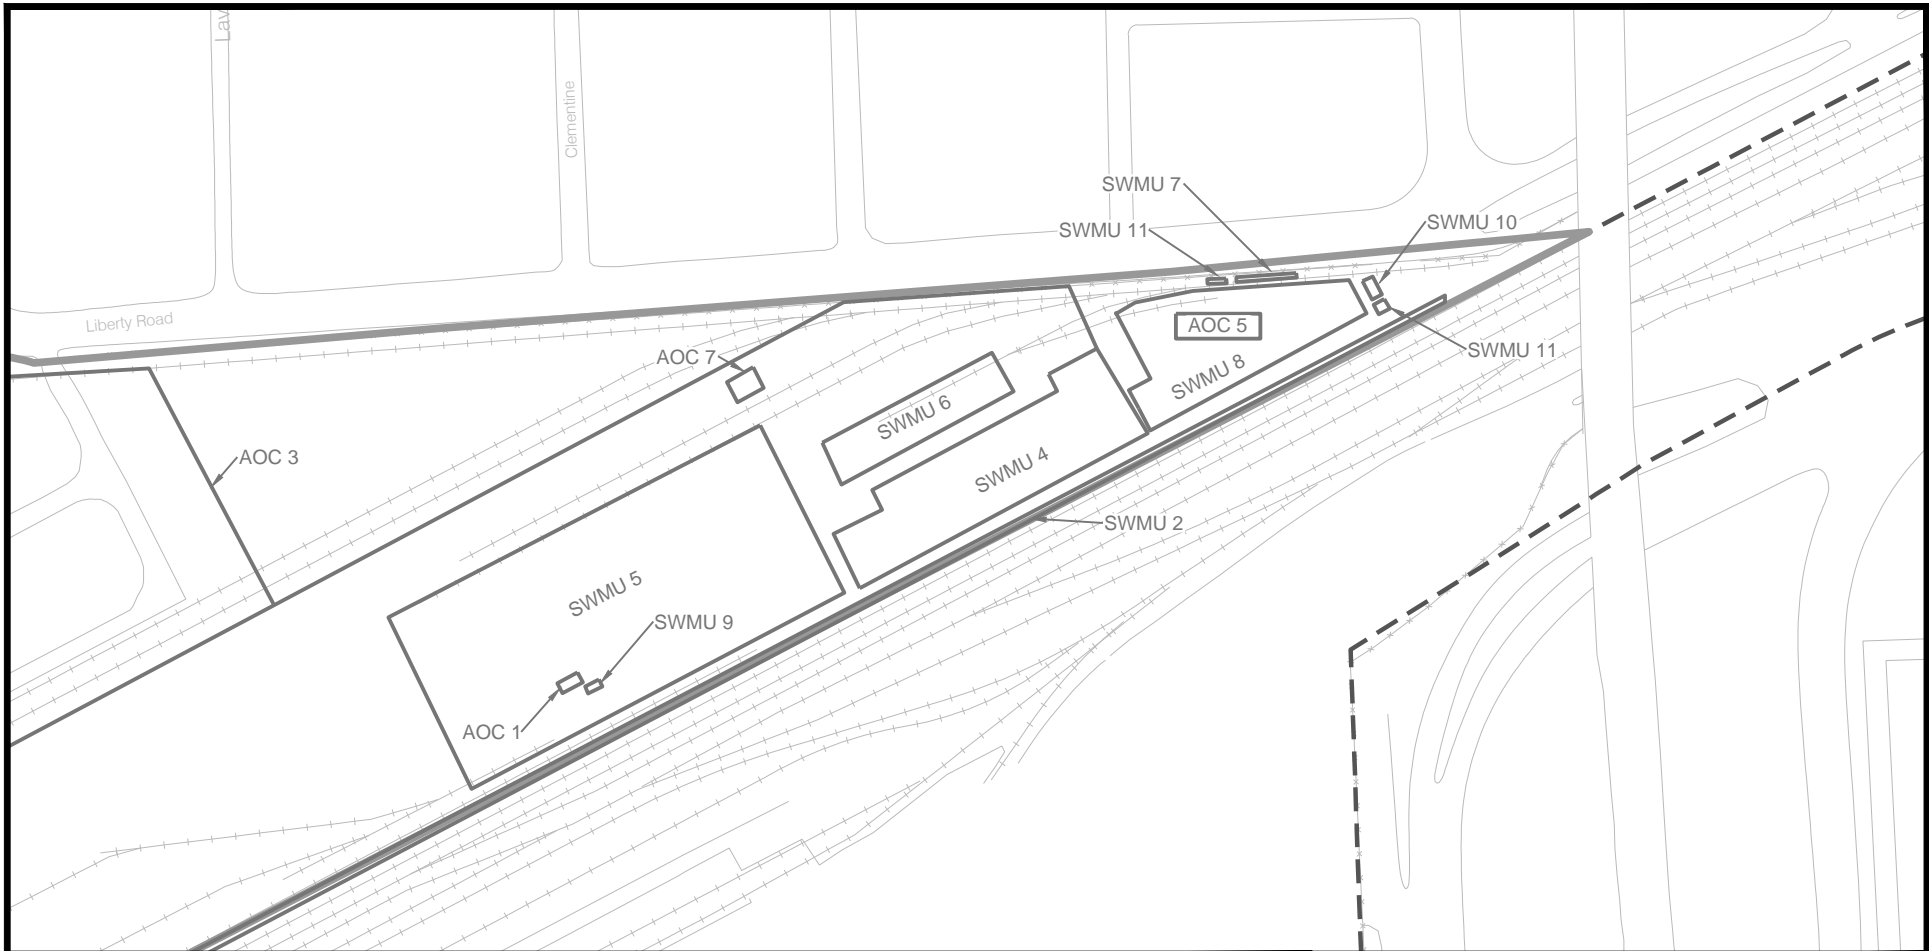 Clementine
SWMU 7
SWMU 11
SWMU 10
Liberty Road
AOC 5
AOC 7
SWMU 11
SWMU 8
SWMU 6
AOC 3
SWMU 4
SWMU 2
SWMU 5
SWMU 9
AOC 1